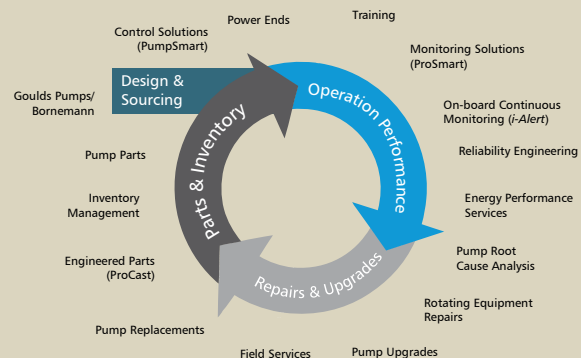 Power Ends
Training
Control Solutions
(PumpSmart)
Monitoring Solutions
(ProSmart)
Design &
Sourcing
Operation Performance
Goulds Pumps/
Bornemann
On-board Continuous
Monitoring (i-Alert)
Pump Parts
Parts & Inventory
Reliability Engineering
Inventory
Management
Energy Performance
Services
Engineered Parts
(ProCast)
Pump Root
Cause Analysis
Repairs & Upgrades
Rotating Equipment
Repairs
Pump Replacements
Field Services
Pump Upgrades